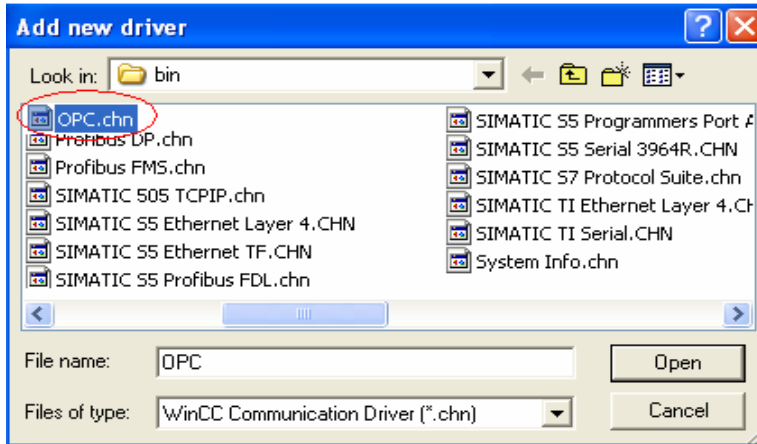 Add new driver
Look in: bin
OPC.chn
Profibus DP.chn
Profibus FMS.chn
SIMATIC 505 TCPIP.chn
SIMATIC S5 Ethernet Layer 4.CHN
SIMATIC S5 Ethernet TF.CHN
SIMATIC S5 Profibus FDL.chn
SIMATIC S5 Programmers Port
SIMATIC S5 Serial 3964R.CHN
SIMATIC S7 Protocol Suite.chn
SIMATIC TI Ethernet Layer 4.CH
SIMATIC TI Serial.CHN
System Info.chn
File name: OPC Open
Files of type: WinCC Communication Driver (*.chn) Cancel